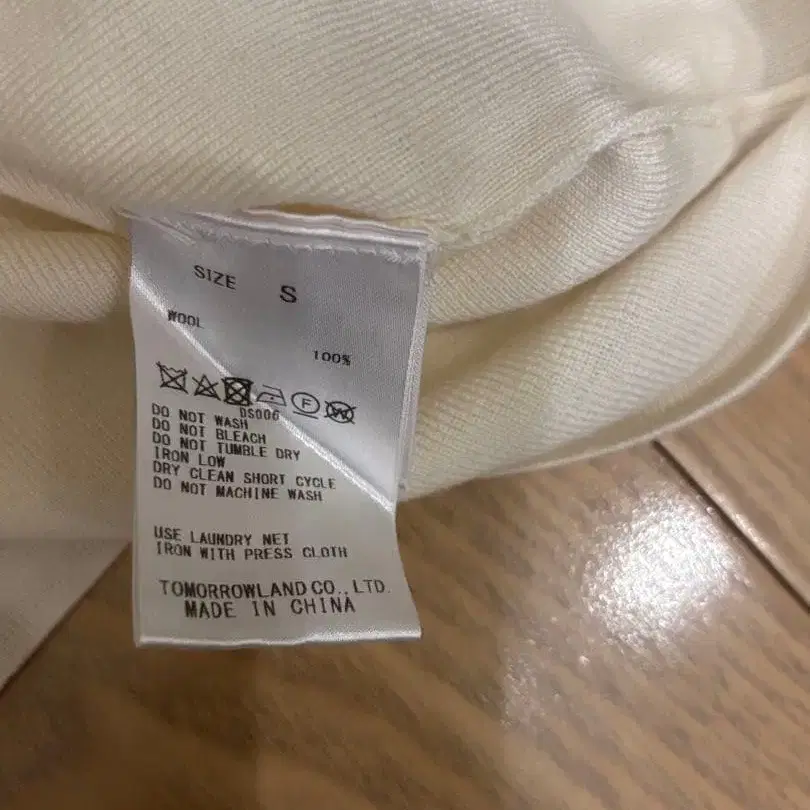 SIZE S
WOOL
100%
F W
DS006
DO NOT WASH
DO NOT BLEACH
DO NOT TUMBLE DRY
IRON LOW
DRY CLEAN SHORT CYCLE
DO NOT MACHINE WASH
USE LAUNDRY NET
IRON WITH PRESS CLOTH
TOMORROWLAND CO., LTD.
MADE IN CHINA